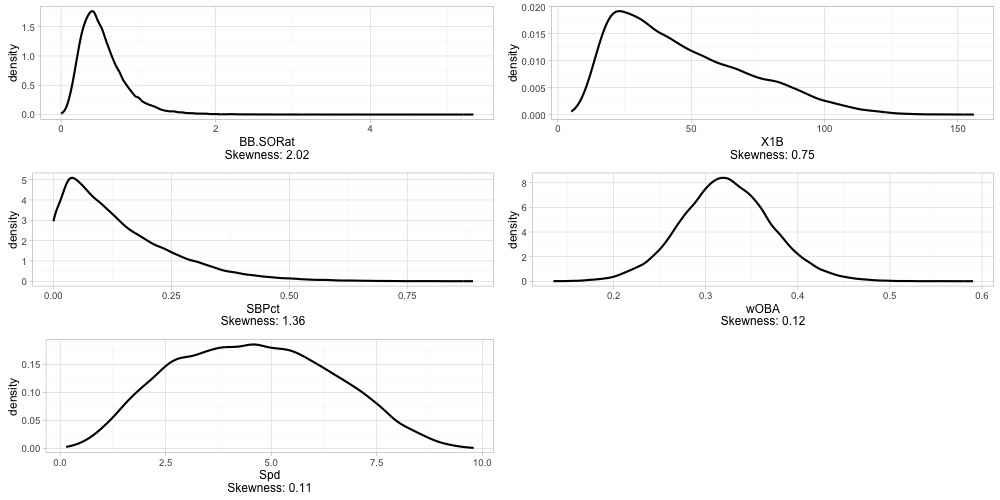 density
1.5
1.0
0.5
0.0
0 2 4
BB.SORat
Skewness: 2.02
density
0.020
0.015
0.010
0.005
0.000
0 50 100 150
X1B
Skewness: 0.75
density
5
4
3
2
1
0
0.00 0.25 0.50 0.75
SBPct
Skewness: 1.36
density
8
6
4
2
0
0.2 0.3 0.4 0.5 0.6
wOBA
Skewness: 0.12
density
0.15
0.10
0.05
0.00
0.0 2.5 5.0 7.5 10.0
Spd
Skewness: 0.11